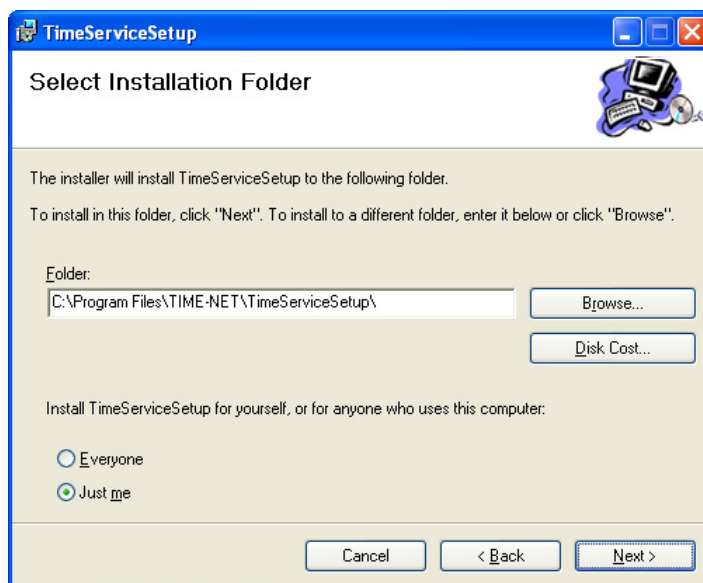 TimeServiceSetup
Select Installation Folder
The installer will install TimeServiceSetup to the following folder.
To install in this folder, click "Next". To install to a different folder, enter it below or click "Browse".
Folder:
C:\Program Files\TIME-NET\TimeServiceSetup\
Browse...
Disk Cost...
Install TimeServiceSetup for yourself, or for anyone who uses this computer:
Everyone
Just me
Cancel < Back Next >